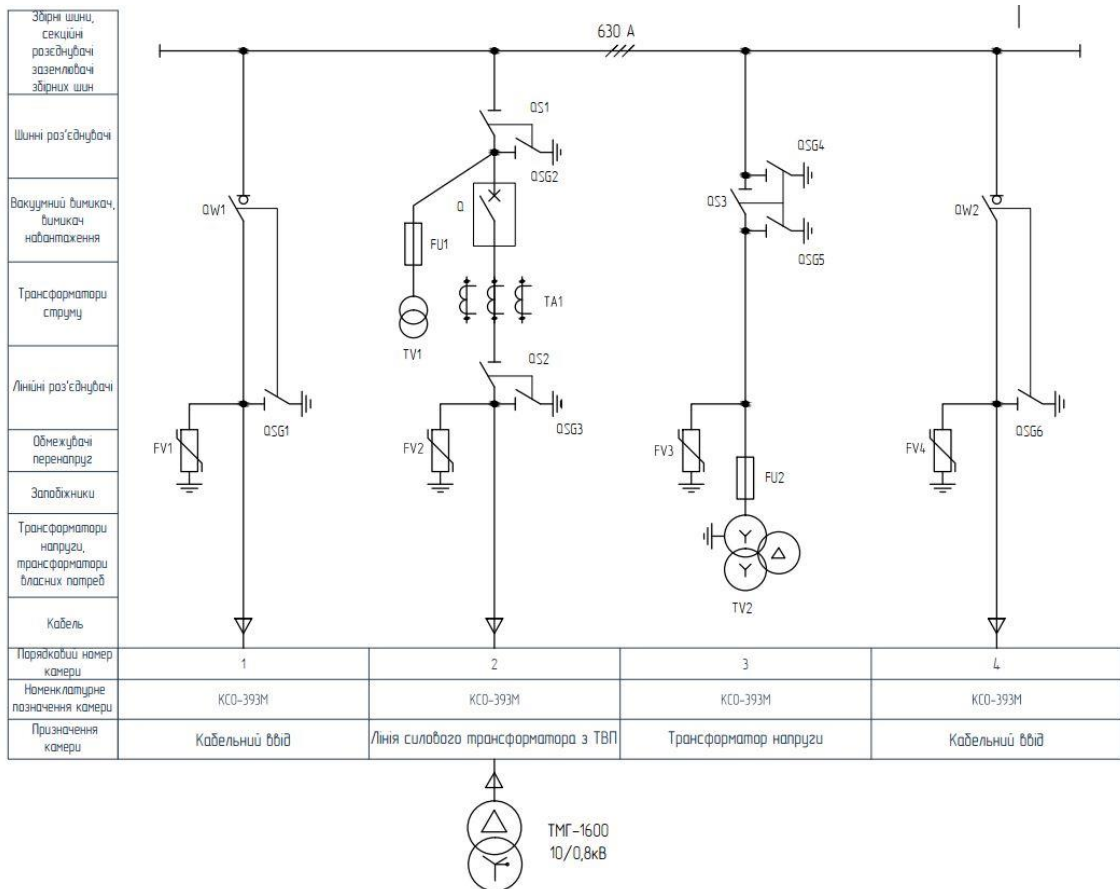 Збірні шини,
секційні
розєднувачі
заземлювачі
збірних шин
630 А
Шинні роз'єднувачі
QS1
QSG2
QSG4
Вакуумний вимикач,
вимикач
навантаження
QW1
Q
FU1
QS3
QSG5
QW2
Трансформатори
струму
TV1
TA1
Лінійні роз'єднувачі
QS2
QSG1
QSG3
QSG6
Обмежувачі
перенапруг
FV1
FV2
FV3
FV4
Запобіжники
FU2
Трансформатори
напруги,
трансформатори
власних потреб
TV2
Кабель
Порядковий номер
камери
1
2
3
4
Номенклатурне
позначення камери
КСО-393М
КСО-393М
КСО-393М
КСО-393М
Призначення
камери
Кабельний ввід
Лінія силового трансформатора з ТВП
Трансформатор напруги
Кабельний ввід
ТМГ-1600
10/0,8кВ